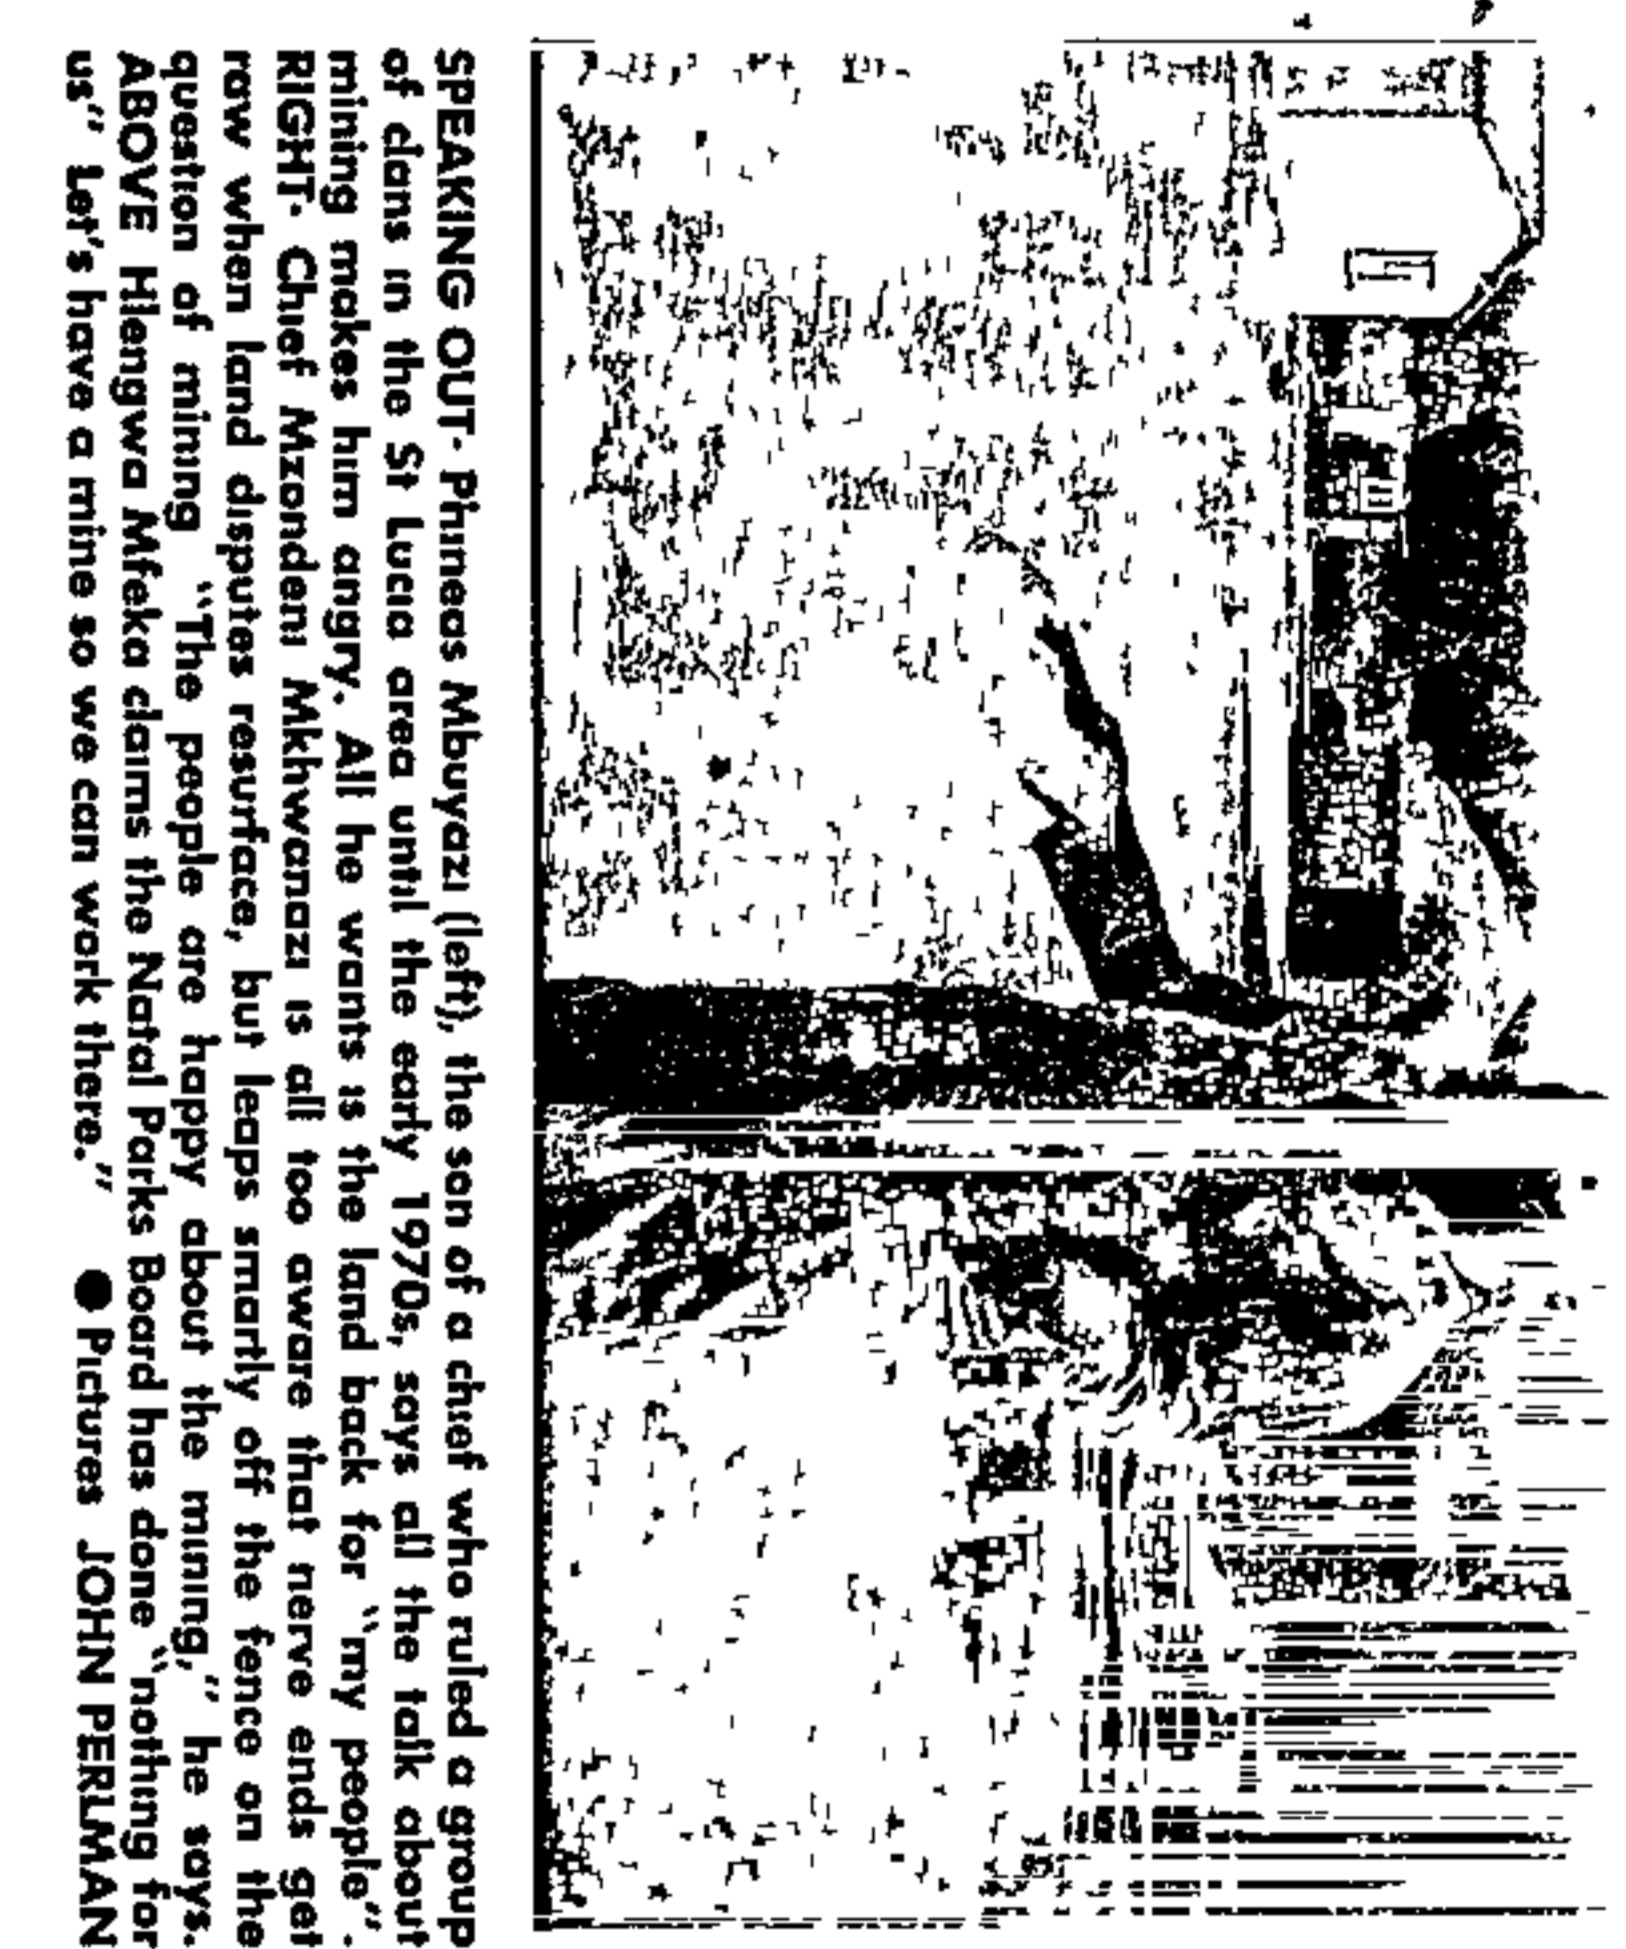 SPEAKING OUT· Phineas Mbuyazi (left), the son of a chief who ruled a group
of clans in the St Lucia area until the early 1970s, says all the talk about
mining makes him angry. All he wants is the land back for "my people".
RIGHT· Chief Mzondeni Mkhwanazi is all too aware that nerve ends get
raw when land disputes resurface, but leaps smartly off the fence on the
question of mining "The people are happy about the mining," he says.
ABOVE Hlengwa Mfeka claims the Natal Parks Board has done "nothing for
us" Let's have a mine so we can work there." ● Pictures JOHN PERLMAN